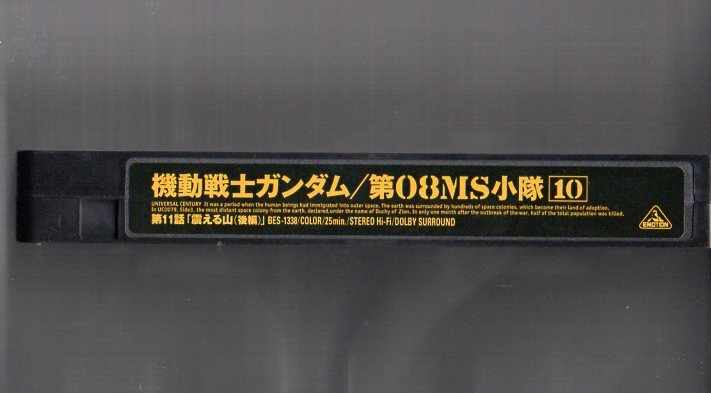 機動戦士ガンダム/第08MS小隊 10
UNIVERSAL CENTURY It was a period when the human beings had immigrated into outer space. The earth was surrounded by hundreds of space colonies, which become their land of adoption.
In UC0079, Side3, the most distant space colony from the earth, declared under the name of Duchy of Zion. In only one month after the outbreak of the war, half of the total population was killed.
第11話「震える山(後編)」 BES-1338/COLOR/25min./STEREO Hi-Fi/DOLBY SURROUND
EMOTION